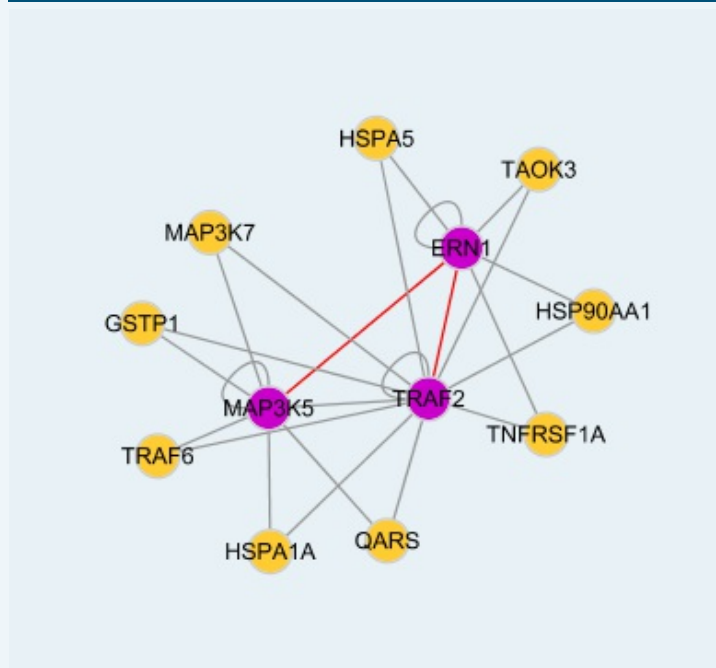 HSPA5
TAOK3
MAP3K7
ERN1
HSP90AA1
GSTP1
TRAF2
MAP3K5
TNFRSF1A
TRAF6
QARS
HSPA1A